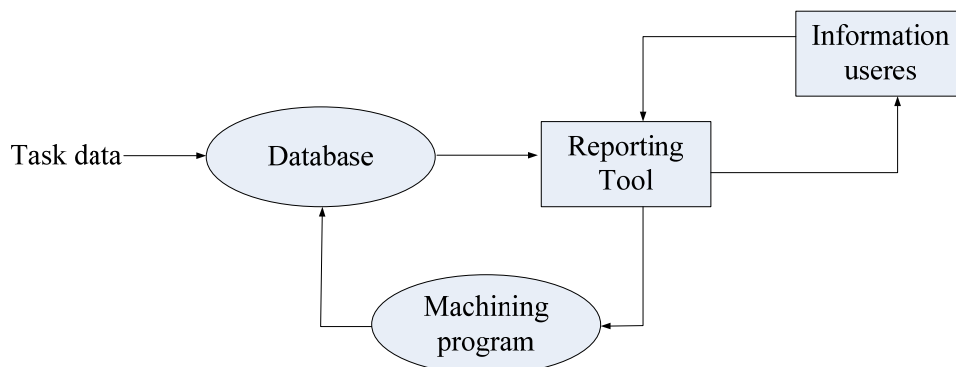 Information
useres
Task data
Database
Reporting
Tool
Machining
program